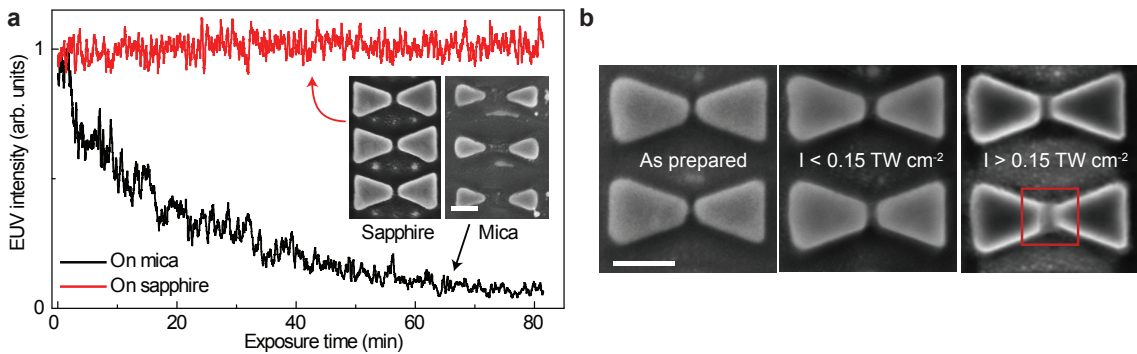 a
EUV intensity (arb. units)
1
0
Sapphire
Mica
On mica
On sapphire
0
20
40
60
80
Exposure time (min)
b
As prepared
I < 0.15 TW cm-2
I > 0.15 TW cm-2